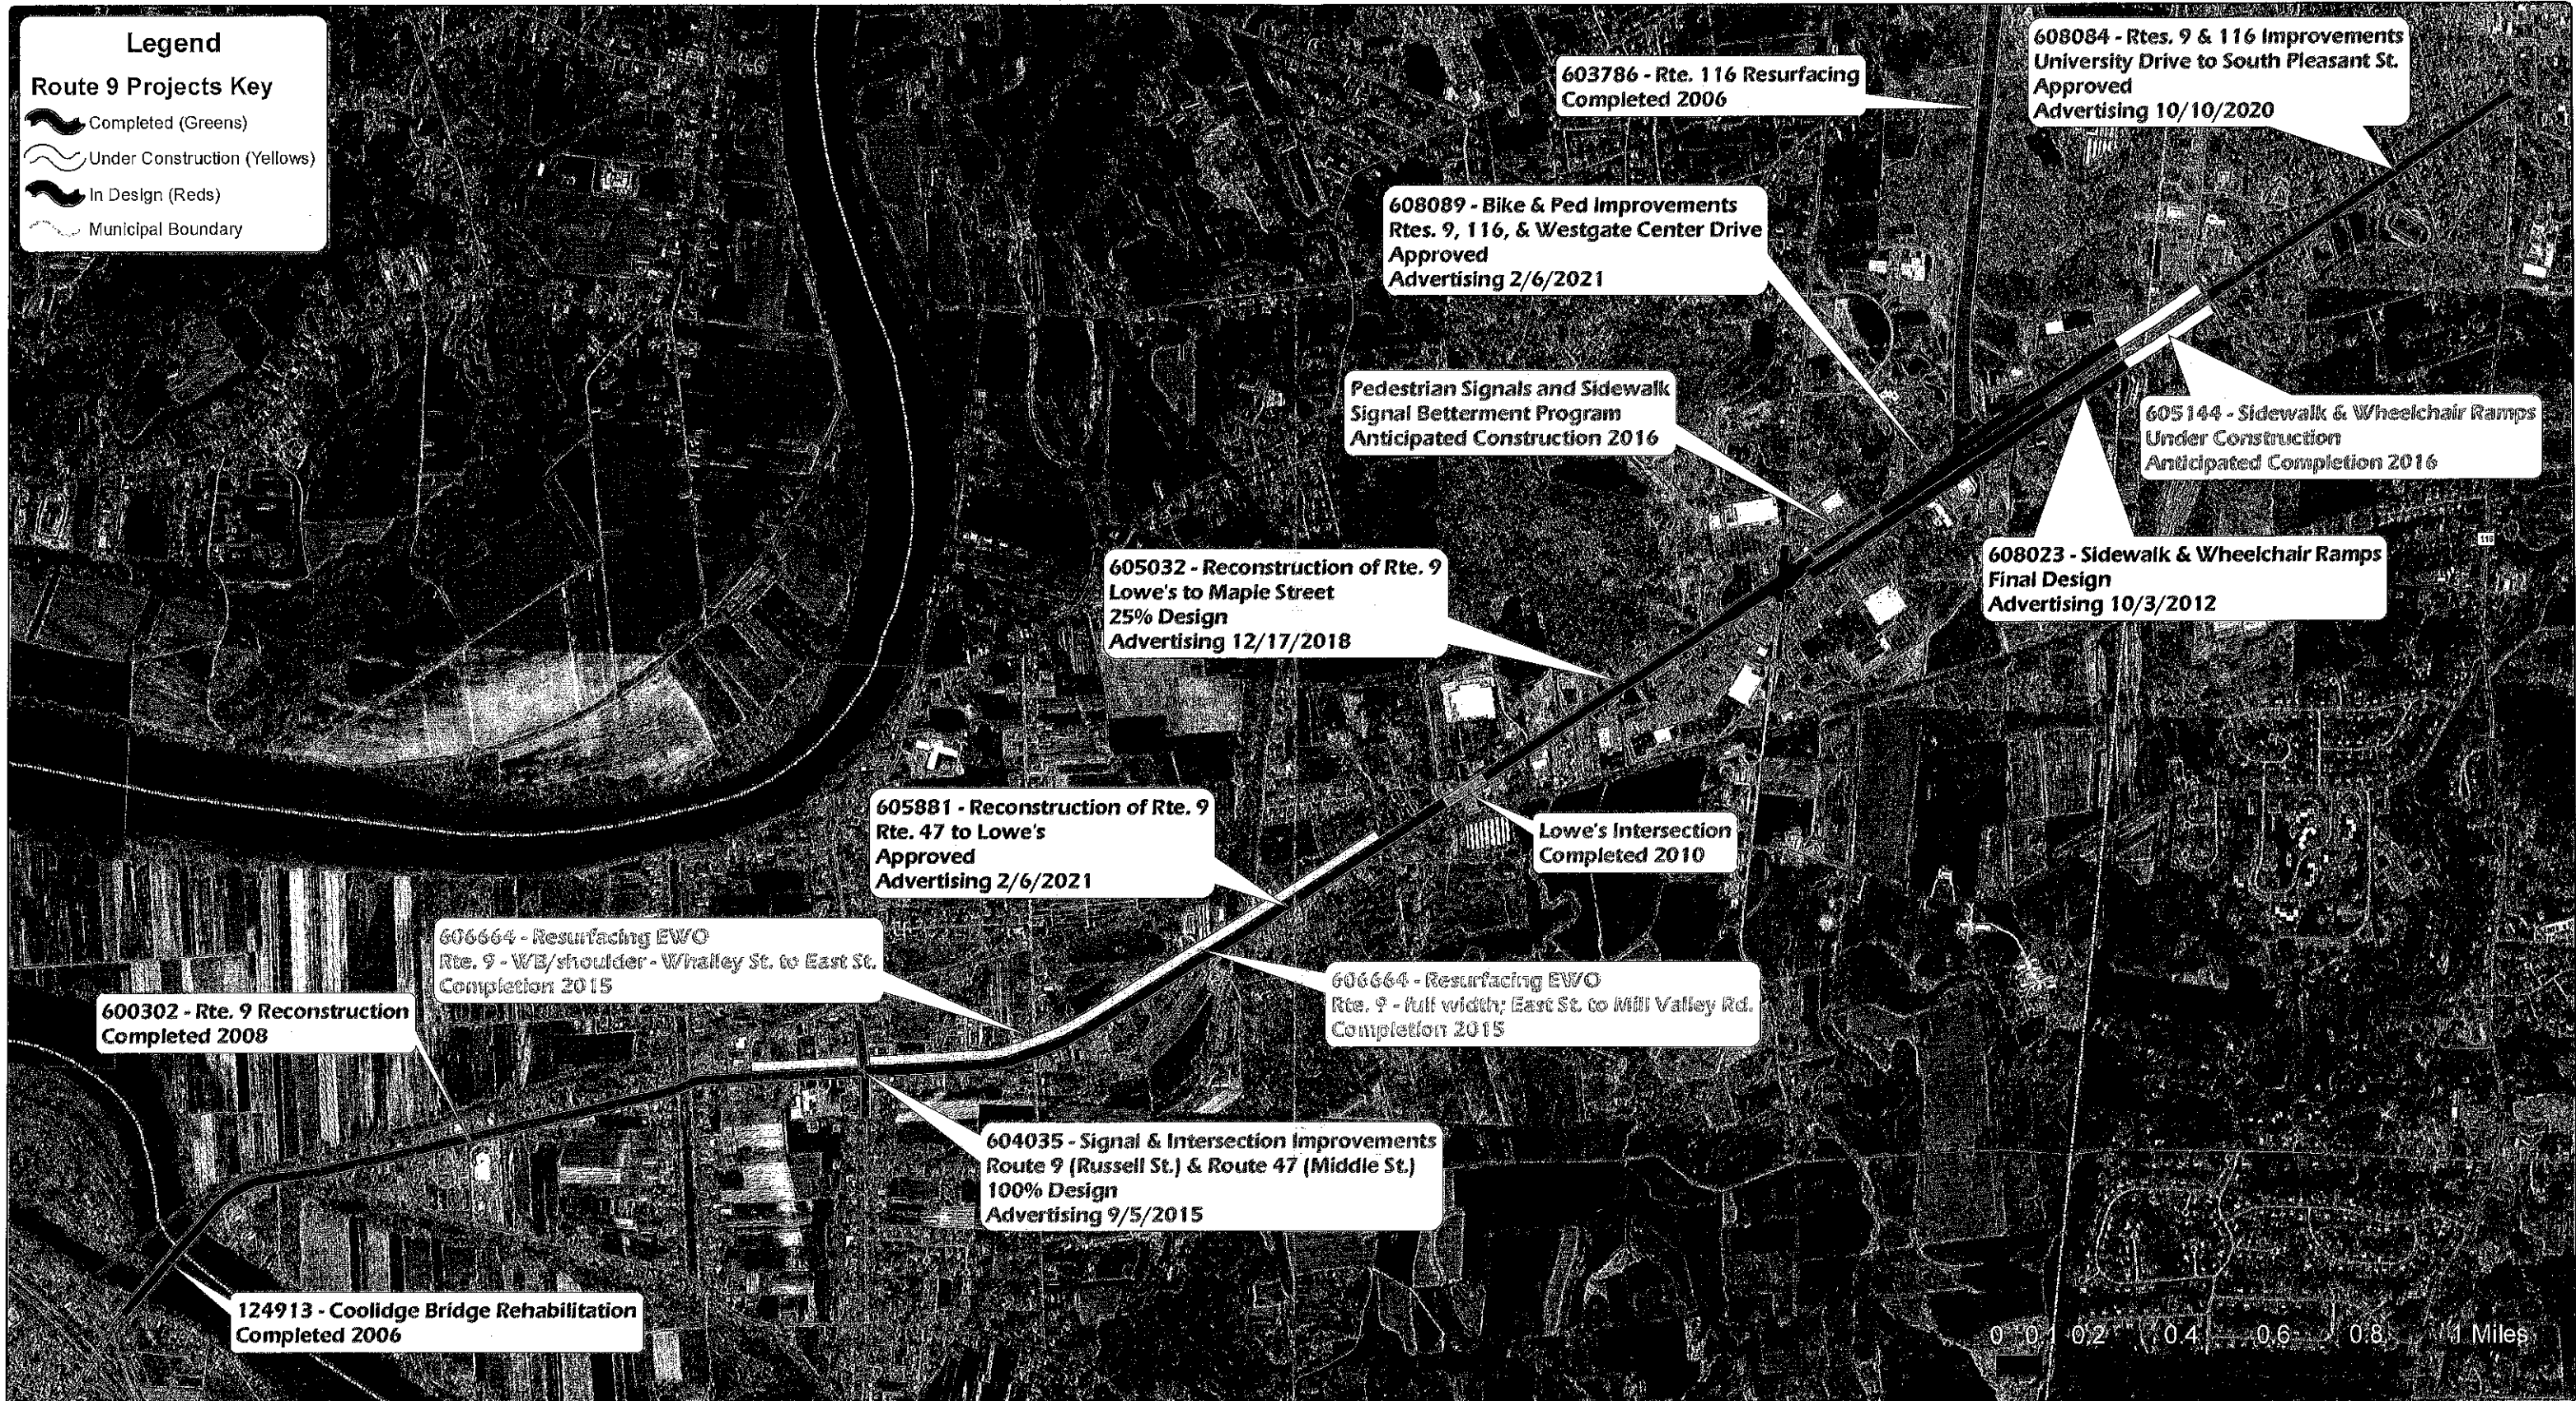 Legend
Route 9 Projects Key
Completed (Greens)
Under Construction (Yellows)
In Design (Reds)
Municipal Boundary
603786 - Rte. 116 Resurfacing
Completed 2006
608084 - Rtes. 9 & 116 Improvements
University Drive to South Pleasant St.
Approved
Advertising 10/10/2020
608089 - Bike & Ped Improvements
Rtes. 9, 116, & Westgate Center Drive
Approved
Advertising 2/6/2021
Pedestrian Signals and Sidewalk
Signal Betterment Program
Anticipated Construction 2016
605144 - Sidewalk & Wheelchair Ramps
Under Construction
Anticipated Completion 2016
116
608023 - Sidewalk & Wheelchair Ramps
Final Design
Advertising 10/3/2012
605032 - Reconstruction of Rte. 9
Lowe's to Maple Street
25% Design
Advertising 12/17/2018
605881 - Reconstruction of Rte. 9
Rte. 47 to Lowe's
Approved
Advertising 2/6/2021
Lowe's Intersection
Completed 2010
606664 - Resurfacing EWO
Rte. 9 - WB/shoulder - Whalley St. to East St.
Completion 2015
606664 - Resurfacing EWO
Rte. 9 - full width; East St. to Mill Valley Rd.
Completion 2015
600302 - Rte. 9 Reconstruction
Completed 2008
604035 - Signal & Intersection Improvements
Route 9 (Russell St.) & Route 47 (Middle St.)
100% Design
Advertising 9/5/2015
124913 - Coolidge Bridge Rehabilitation
Completed 2006
0 0.1 0.2 0.4 0.6 0.8 1 Miles